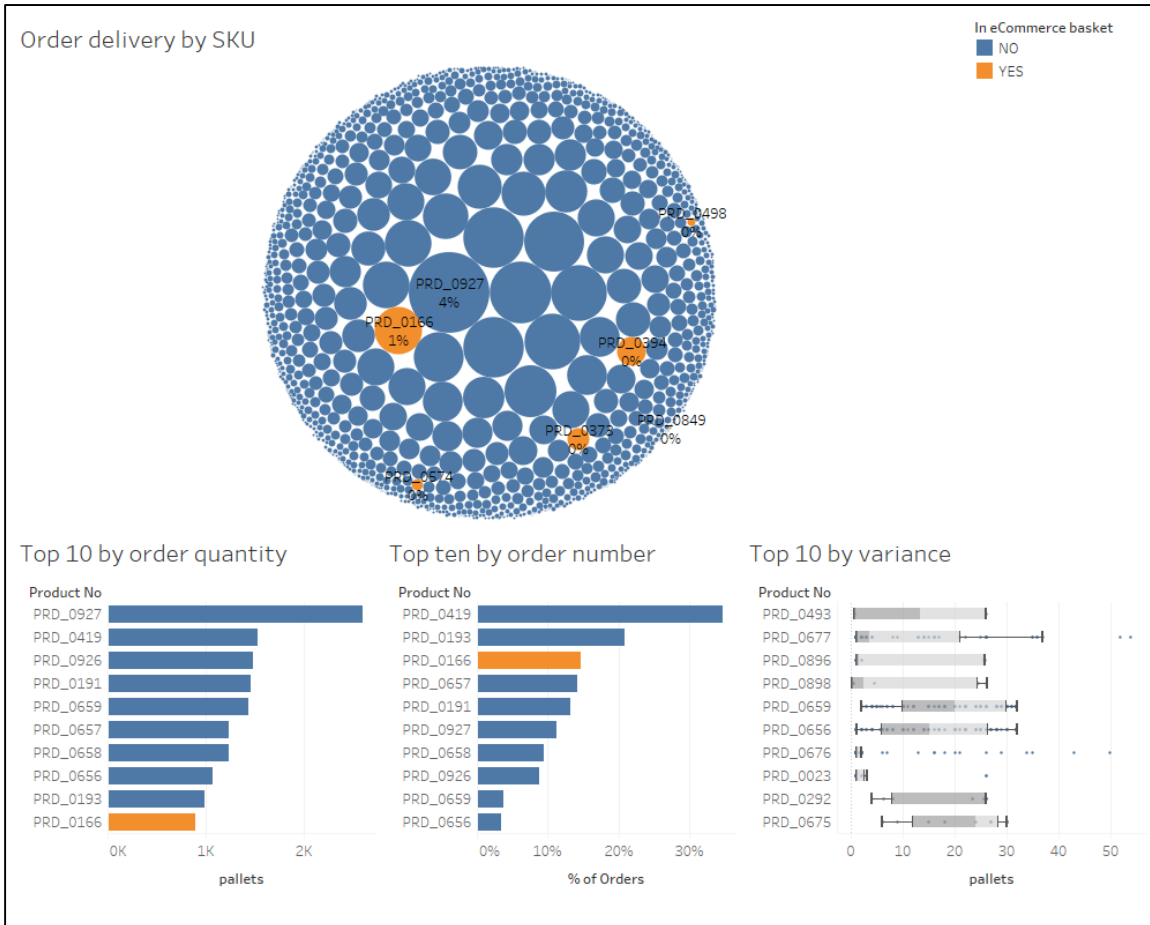 Order delivery by SKU
In eCommerce basket
NO
YES
PRD_0498
0%
PRD_0927
4%
PRD_0166
1%
PRD_0394
0%
PRD_0849
0%
PRD_0373
0%
PRD_0574
0%
Top 10 by order quantity
Product No
PRD_0927
PRD_0419
PRD_0926
PRD_0191
PRD_0659
PRD_0657
PRD_0658
PRD_0656
PRD_0193
PRD_0166
0K
1K
2K
pallets
Top ten by order number
Product No
PRD_0419
PRD_0193
PRD_0166
PRD_0657
PRD_0191
PRD_0927
PRD_0658
PRD_0926
PRD_0659
PRD_0656
0%
10%
20%
30%
% of Orders
Top 10 by variance
Product No
PRD_0493
PRD_0677
PRD_0896
PRD_0898
PRD_0659
PRD_0656
PRD_0676
PRD_0023
PRD_0292
PRD_0675
0
10
20
30
40
50
pallets